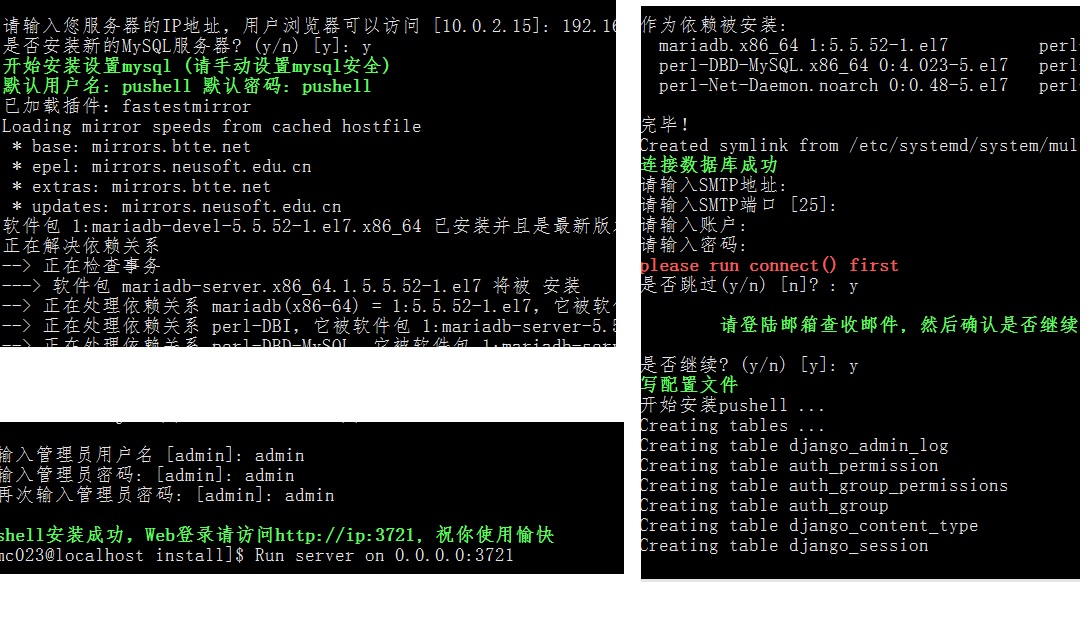 请输入您服务器的IP地址，用户浏览器可以访问 [10.0.2.15]: 192.16
是否安装新的MySQL服务器? (y/n) [y]: y
开始安装设置mysql (请手动设置mysql安全)
默认用户名: pushell 默认密码: pushell
已加载插件: fastestmirror
Loading mirror speeds from cached hostfile
* base: mirrors.btte.net
* epel: mirrors.neusoft.edu.cn
* extras: mirrors.btte.net
* updates: mirrors.neusoft.edu.cn
软件包 1:mariadb-devel-5.5.52-1.el7.x86_64 已安装并且是最新版
正在解决依赖关系
--> 正在检查事务
---> 软件包 mariadb-server.x86_64.1.5.5.52-1.el7 将被 安装
--> 正在处理依赖关系 mariadb(x86-64) = 1:5.5.52-1.el7，它被软
--> 正在处理依赖关系 perl-DBI，它被软件包 1:mariadb-server-5.5
--> 正在处理依赖关系 perl-DBD-MySQL，它被软件包 1:mariadb-ser
输入管理员用户名 [admin]: admin
输入管理员密码: [admin]: admin
再次输入管理员密码: [admin]: admin
shell安装成功，Web登录请访问http://ip:3721，祝你使用愉快
mc023@localhost install]$ Run server on 0.0.0.0:3721
作为依赖被安装:
mariadb.x86_64 1:5.5.52-1.el7 perl
perl-DBD-MySQL.x86_64 0:4.023-5.el7 perl
perl-Net-Daemon.noarch 0:0.48-5.el7 perl
完毕！
Created symlink from /etc/systemd/system/mul
连接数据库成功
请输入SMTP地址:
请输入SMTP端口 [25]:
请输入账户:
请输入密码:
please run connect() first
是否跳过(y/n) [n]? : y
请登陆邮箱查收邮件，然后确认是否继续
是否继续? (y/n) [y]: y
写配置文件
开始安装pushell ...
Creating tables ...
Creating table django_admin_log
Creating table auth_permission
Creating table auth_group_permissions
Creating table auth_group
Creating table django_content_type
Creating table django_session